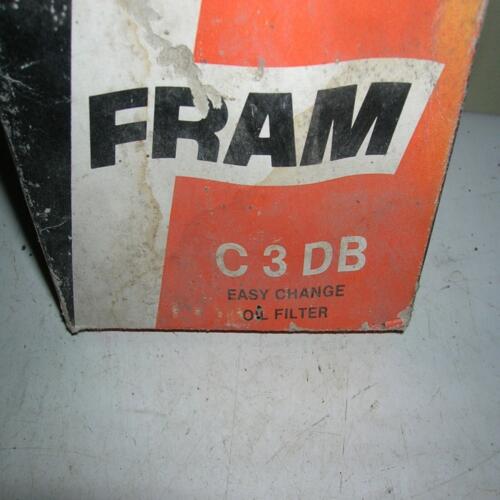 FRAM
C 3 DB
EASY CHANGE
OIL FILTER